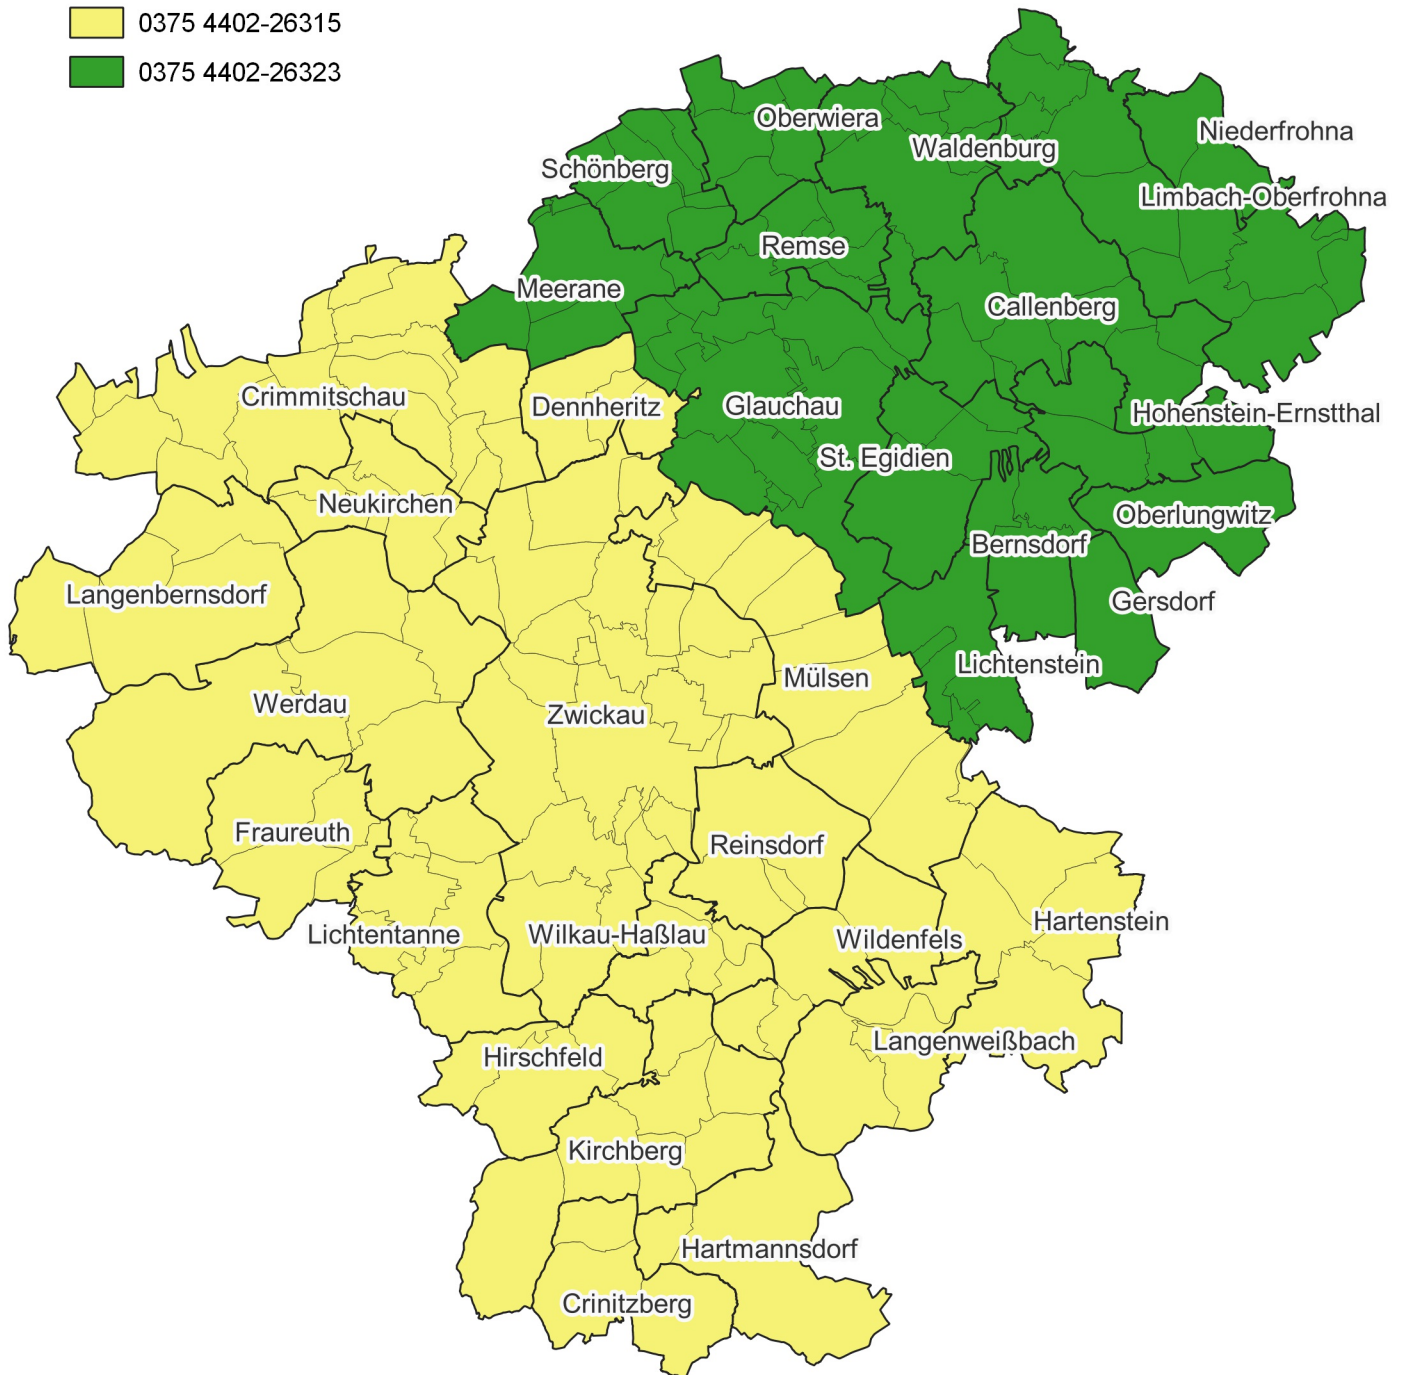 0375 4402-26315
0375 4402-26323
Oberwiera
Niederfrohna
Waldenburg
Schönberg
Limbach-Oberfrohna
Remse
Meerane
Callenberg
Crimmitschau
Dennheritz
Glauchau
Hohenstein-Ernstthal
St. Egidien
Neukirchen
Oberlungwitz
Bernsdorf
Langenbernsdorf
Gersdorf
Lichtenstein
Mülsen
Werdau
Zwickau
Fraureuth
Reinsdorf
Hartenstein
Lichtentanne
Wilkau-Haßlau
Wildenfels
Langenweißbach
Hirschfeld
Kirchberg
Hartmannsdorf
Crinitzberg